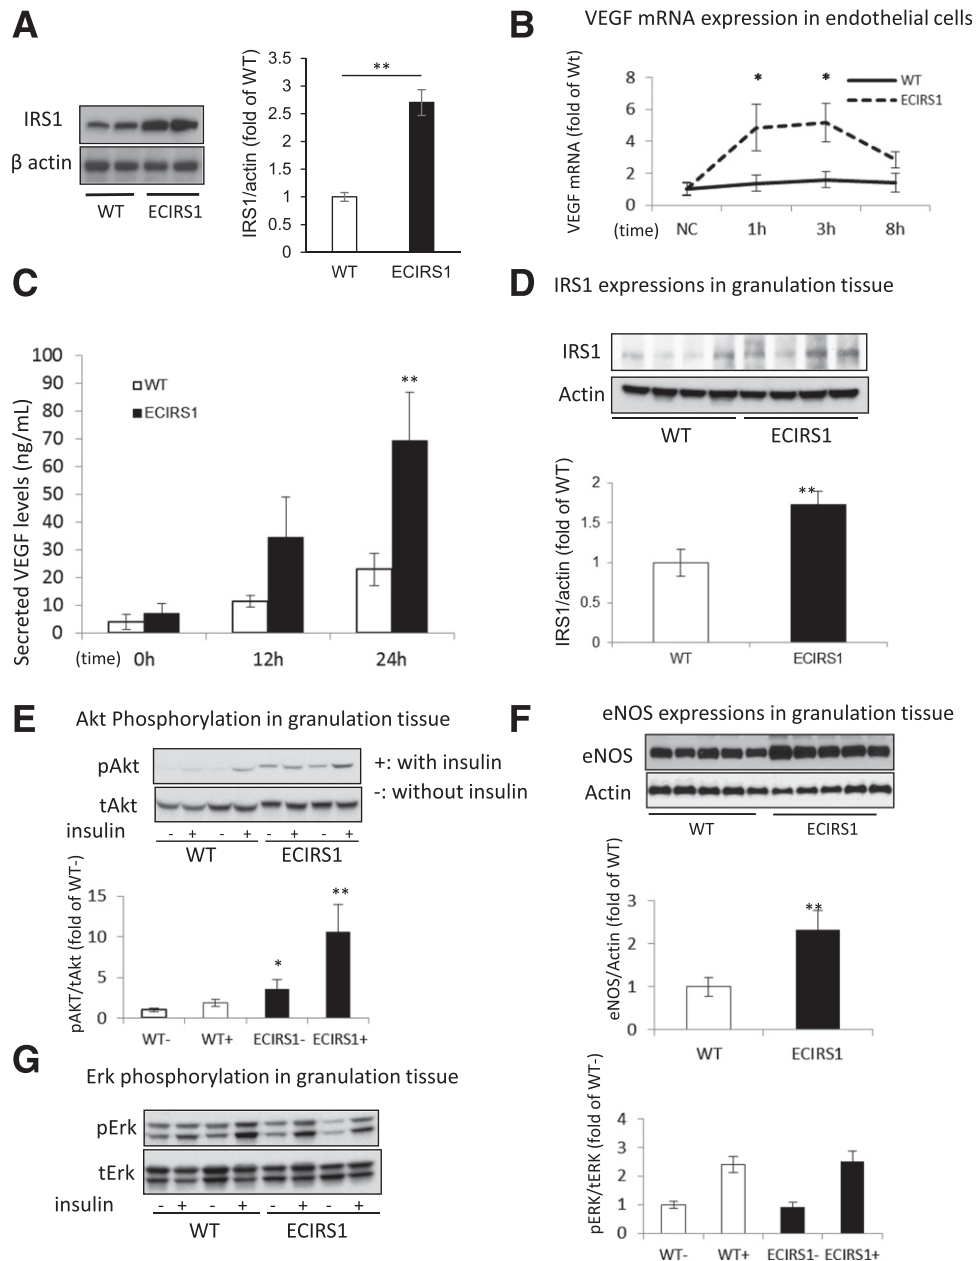 A
IRS1
β actin
WT
ECIRS1
IRS1/actin (fold of WT)
3.5
3
2.5
2
1.5
1
0.5
0
**
WT
ECIRS1
B
VEGF mRNA expression in endothelial cells
VEGF mRNA (fold of Wt)
8
6
4
2
0
*
*
WT
ECIRS1
(time)
NC
1h
3h
8h
C
Secreted VEGF levels (ng/mL)
100
90
80
70
60
50
40
30
20
10
0
WT
ECIRS1
**
(time)
0h
12h
24h
D
IRS1 expressions in granulation tissue
IRS1
Actin
WT
ECIRS1
IRS1/actin (fold of WT)
2
1.5
1
0.5
0
**
WT
ECIRS1
E
Akt Phosphorylation in granulation tissue
pAkt
+: with insulin
tAkt
-: without insulin
insulin
- + - + - + - +
WT
ECIRS1
pAKT/tAkt (fold of WT-)
15
10
5
0
*
**
WT-
WT+
ECIRS1-
ECIRS1+
F
eNOS expressions in granulation tissue
eNOS
Actin
WT
ECIRS1
eNOS/Actin (fold of WT)
3
2
1
0
**
WT
ECIRS1
G
Erk phosphorylation in granulation tissue
pErk
tErk
insulin
- + - + - + - +
WT
ECIRS1
pERK/tERK (fold of WT-)
4
3
2
1
0
WT-
WT+
ECIRS1-
ECIRS1+